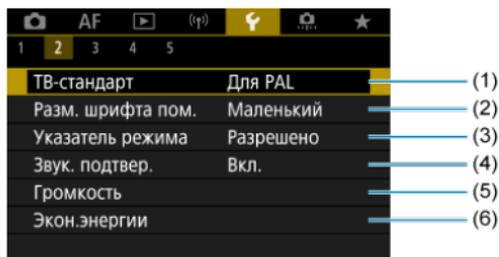 AF
1 2 3 4 5
ТВ-стандарт Для PAL (1)
Разм. шрифта пом. Маленький (2)
Указатель режима Разрешено (3)
Звук. подтвер. Вкл. (4)
Громкость (5)
Экон.энергии (6)